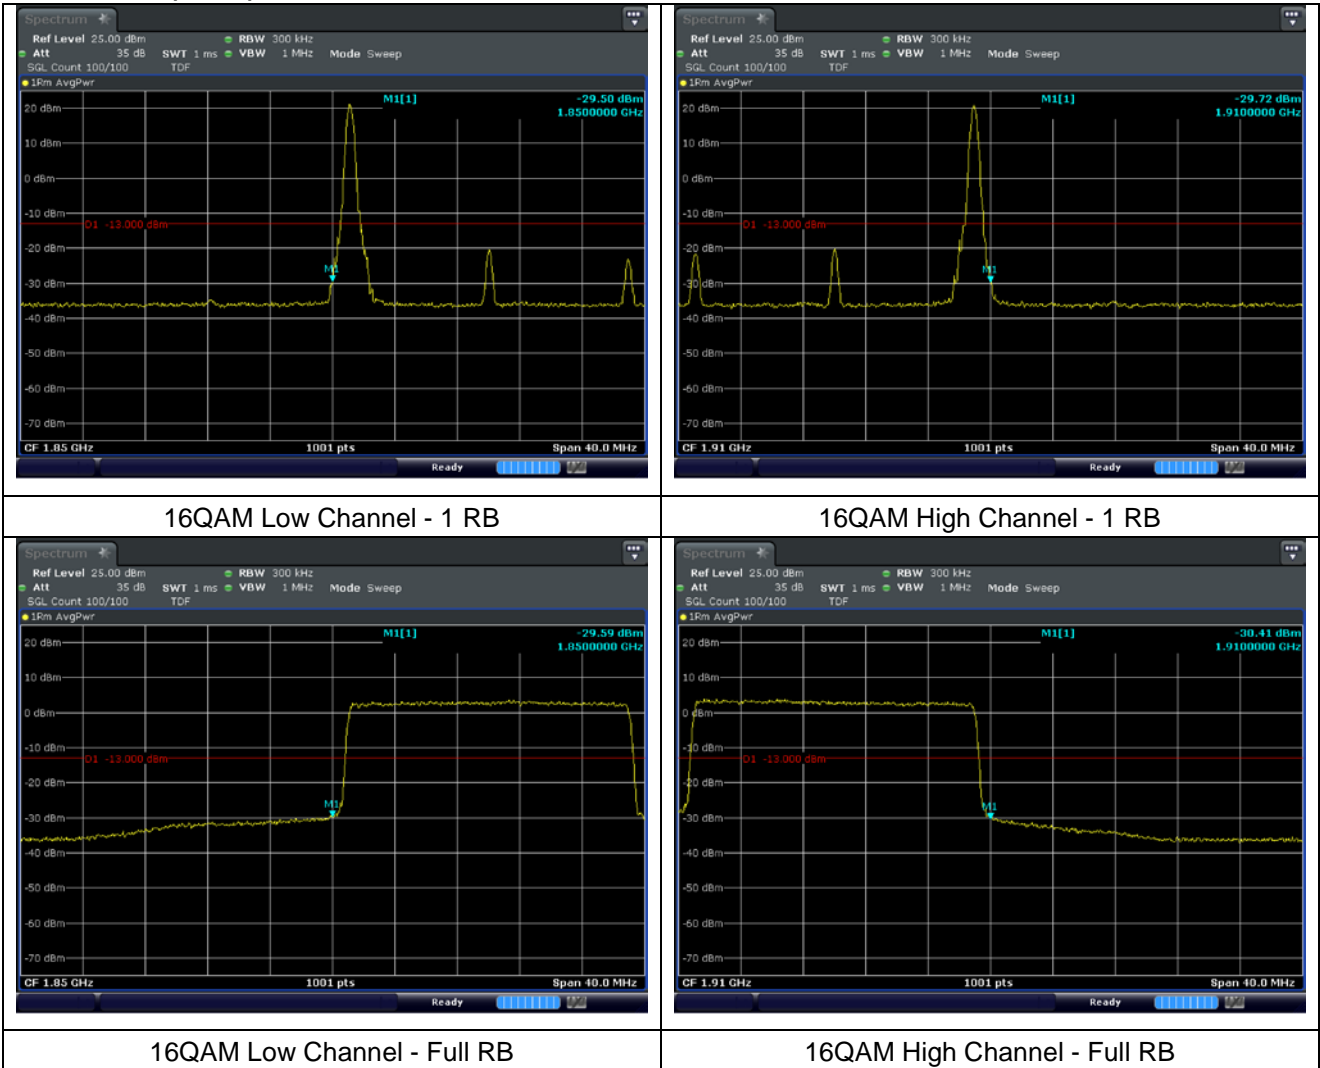 Spectrum
Ref Level 25.00 dBm RBW 300 kHz
Att 35 dB SWT 1 ms VBW 1 MHz Mode Sweep
SGL Count 100/100 TDF
1Rm AvgPwr
M1[1] -29.50 dBm
1.8500000 GHz
20 dBm
10 dBm
0 dBm
-10 dBm
D1 -13.000 dBm
-20 dBm
M1
-30 dBm
-40 dBm
-50 dBm
-60 dBm
-70 dBm
CF 1.85 GHz 1001 pts Span 40.0 MHz
Ready
16QAM Low Channel - 1 RB
Spectrum
Ref Level 25.00 dBm RBW 300 kHz
Att 35 dB SWT 1 ms VBW 1 MHz Mode Sweep
SGL Count 100/100 TDF
1Rm AvgPwr
M1[1] -29.72 dBm
1.9100000 GHz
20 dBm
10 dBm
0 dBm
-10 dBm
D1 -13.000 dBm
-20 dBm
M1
-30 dBm
-40 dBm
-50 dBm
-60 dBm
-70 dBm
CF 1.91 GHz 1001 pts Span 40.0 MHz
Ready
16QAM High Channel - 1 RB
Spectrum
Ref Level 25.00 dBm RBW 300 kHz
Att 35 dB SWT 1 ms VBW 1 MHz Mode Sweep
SGL Count 100/100 TDF
1Rm AvgPwr
M1[1] -29.59 dBm
1.8500000 GHz
20 dBm
10 dBm
0 dBm
-10 dBm
D1 -13.000 dBm
-20 dBm
M1
-30 dBm
-40 dBm
-50 dBm
-60 dBm
-70 dBm
CF 1.85 GHz 1001 pts Span 40.0 MHz
Ready
16QAM Low Channel - Full RB
Spectrum
Ref Level 25.00 dBm RBW 300 kHz
Att 35 dB SWT 1 ms VBW 1 MHz Mode Sweep
SGL Count 100/100 TDF
1Rm AvgPwr
M1[1] -30.41 dBm
1.9100000 GHz
20 dBm
10 dBm
0 dBm
-10 dBm
D1 -13.000 dBm
-20 dBm
M1
-30 dBm
-40 dBm
-50 dBm
-60 dBm
-70 dBm
CF 1.91 GHz 1001 pts Span 40.0 MHz
Ready
16QAM High Channel - Full RB